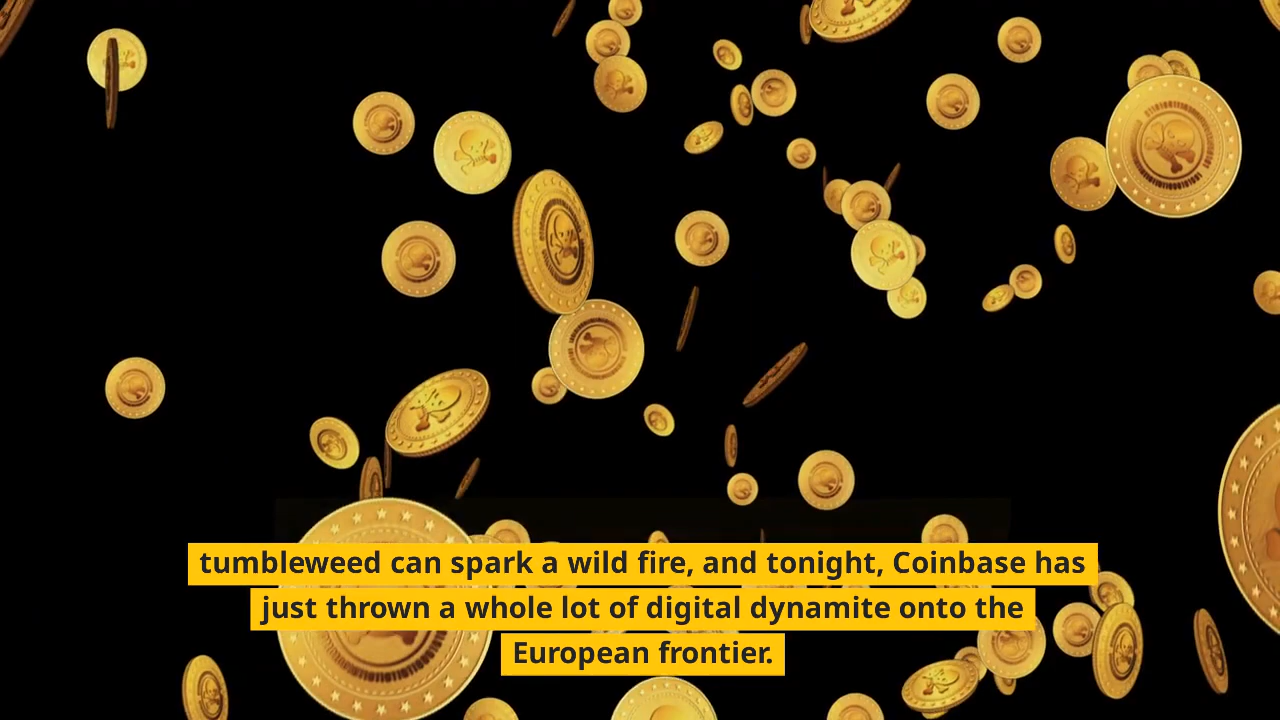 tumbleweed can spark a wild fire, and tonight, Coinbase has
just thrown a whole lot of digital dynamite onto the
European frontier.